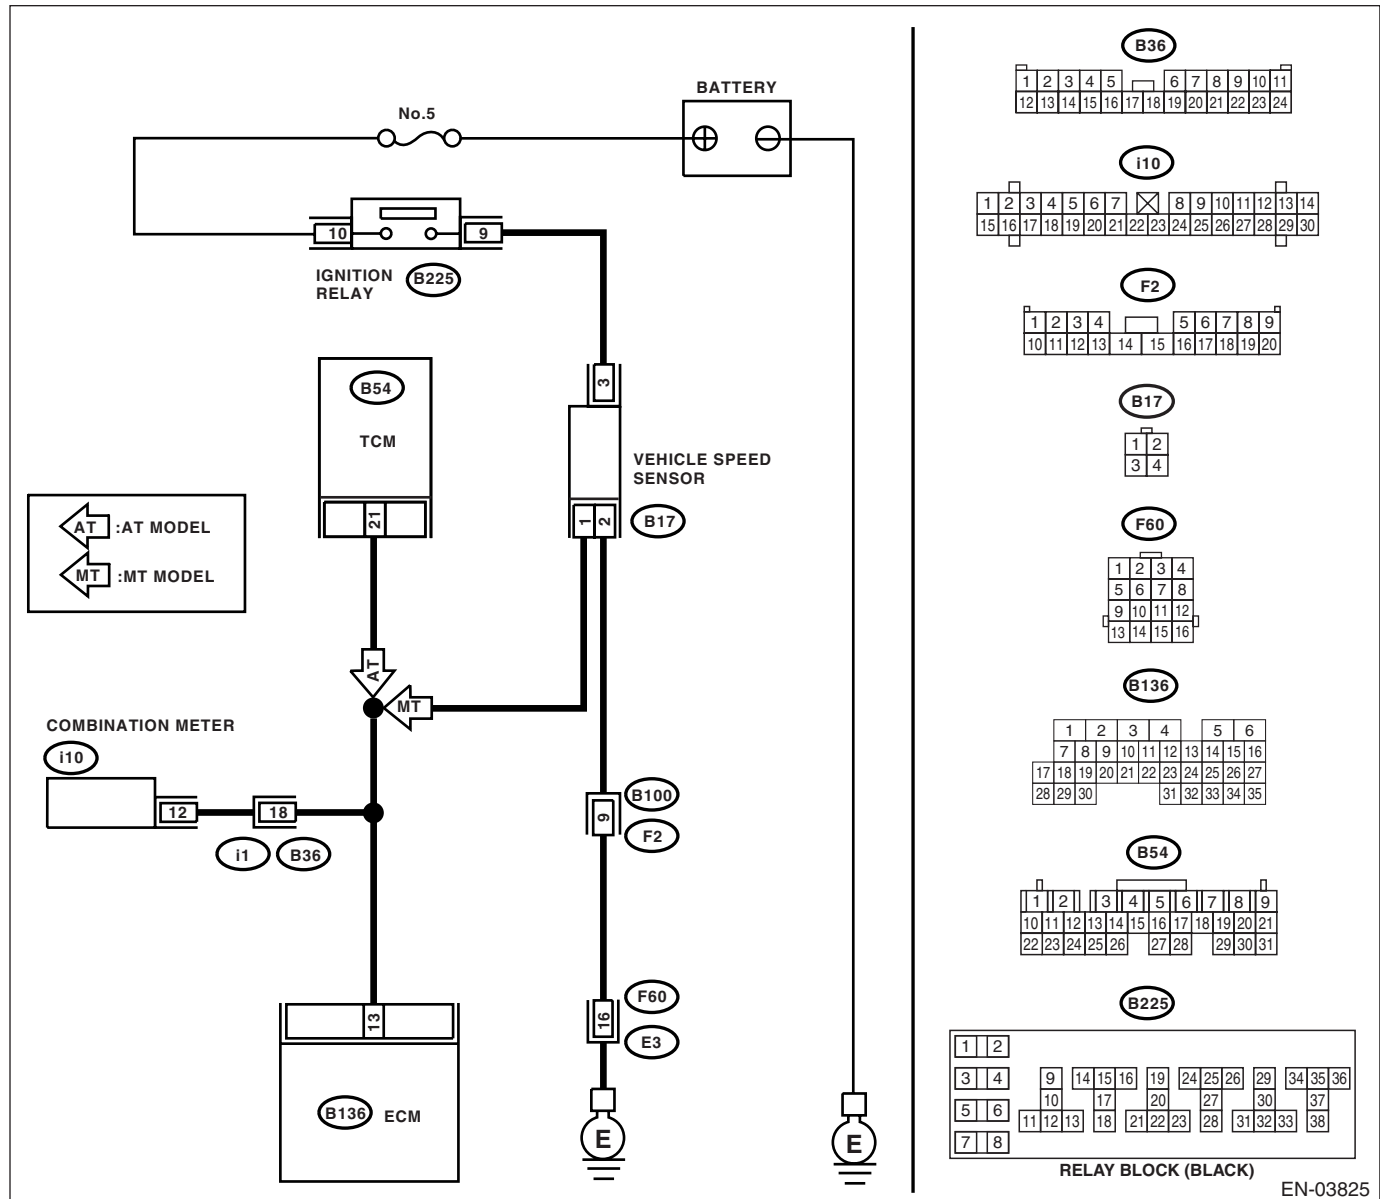 BATTERY
No.5
10
9
IGNITION
RELAY
B225
3
B54
TCM
21
VEHICLE SPEED
SENSOR
1 2
B17
AT :AT MODEL
MT :MT MODEL
AT
MT
COMBINATION METER
i10
12
18
i1
B36
9
B100
F2
16
F60
E3
13
B136 ECM
E
E
B36
1 2 3 4 5 6 7 8 9 10 11
12 13 14 15 16 17 18 19 20 21 22 23 24
i10
1 2 3 4 5 6 7 8 9 10 11 12 13 14
15 16 17 18 19 20 21 22 23 24 25 26 27 28 29 30
F2
1 2 3 4 5 6 7 8 9
10 11 12 13 14 15 16 17 18 19 20
B17
1 2
3 4
F60
1 2 3 4
5 6 7 8
9 10 11 12
13 14 15 16
B136
1 2 3 4 5 6
7 8 9 10 11 12 13 14 15 16
17 18 19 20 21 22 23 24 25 26 27
28 29 30 31 32 33 34 35
B54
1 2 3 4 5 6 7 8 9
10 11 12 13 14 15 16 17 18 19 20 21
22 23 24 25 26 27 28 29 30 31
B225
1 2
3 4 9 14 15 16 19 24 25 26 29 34 35 36
10 17 20 27 30 37
5 6 11 12 13 18 21 22 23 28 31 32 33 38
7 8
RELAY BLOCK (BLACK)
EN-03825